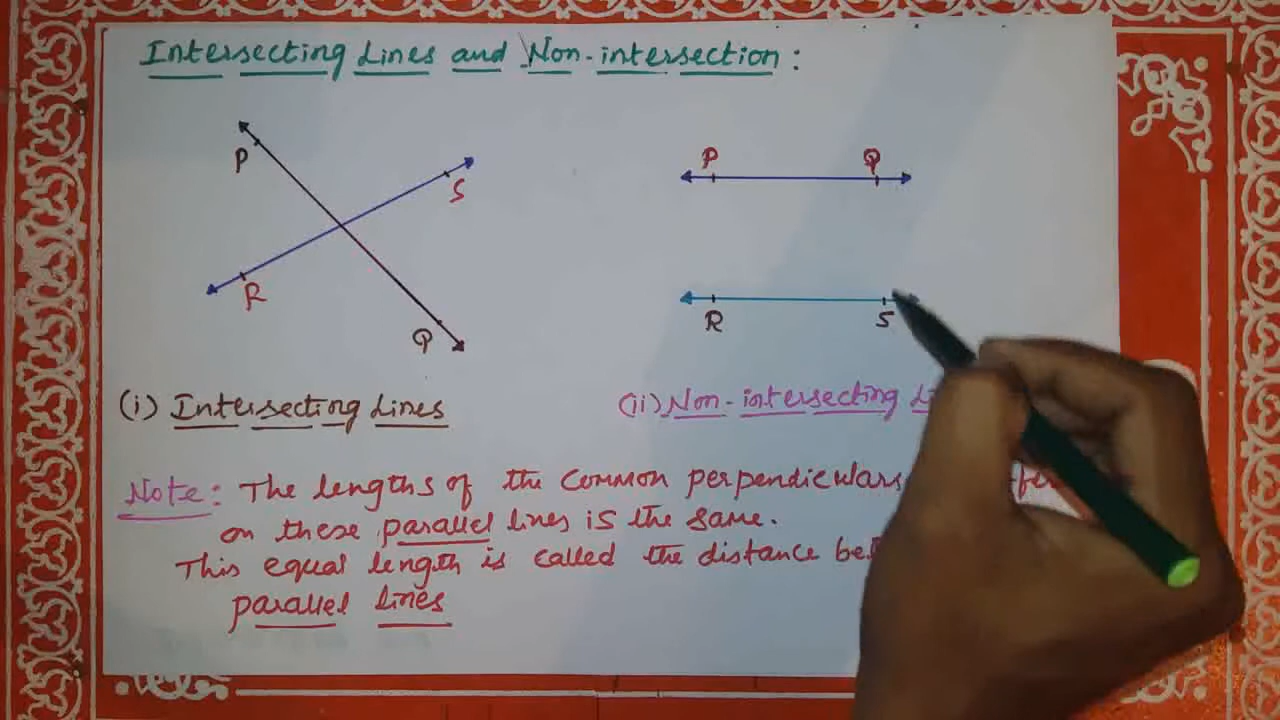 Intersecting Lines and Non-intersection:
P
S
R
Q
P
Q
R
S
(i) Intersecting Lines
(ii) Non-intersecting
Note: The lengths of the common perpendiculars
on these parallel lines is the same.
This equal length is called the distance
parallel lines